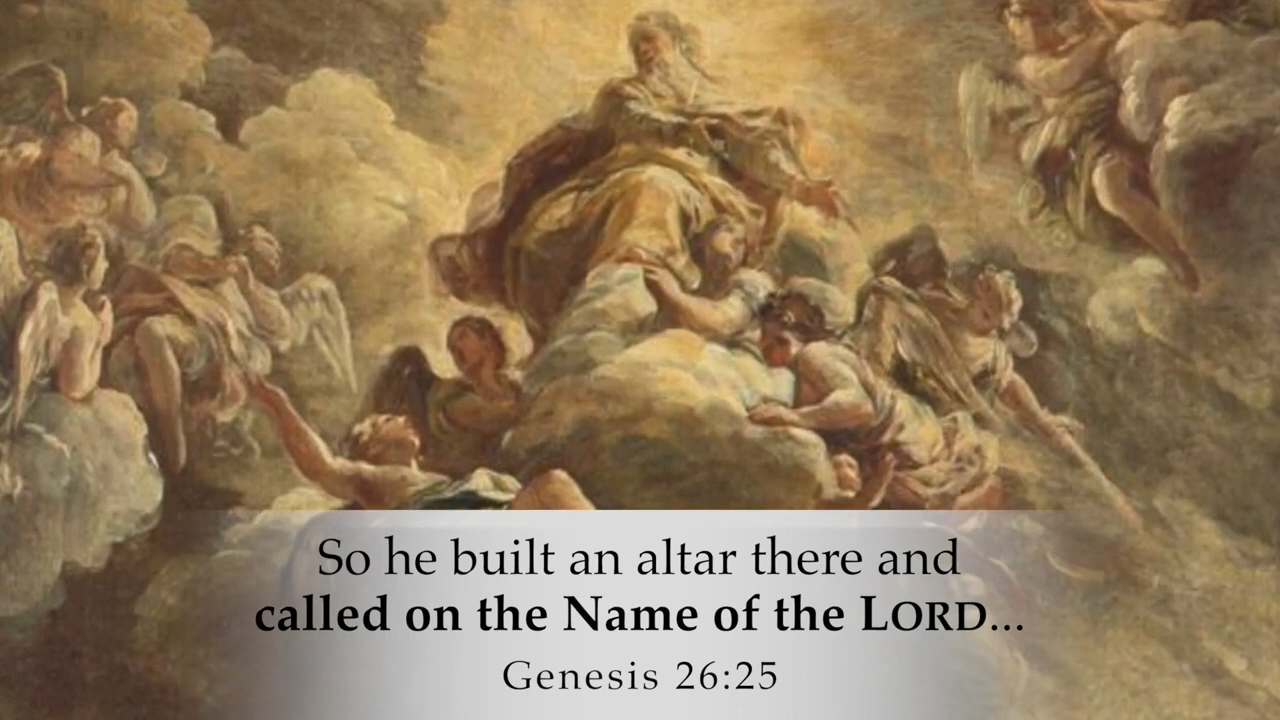 So he built an altar there and
called on the Name of the LORD...
Genesis 26:25